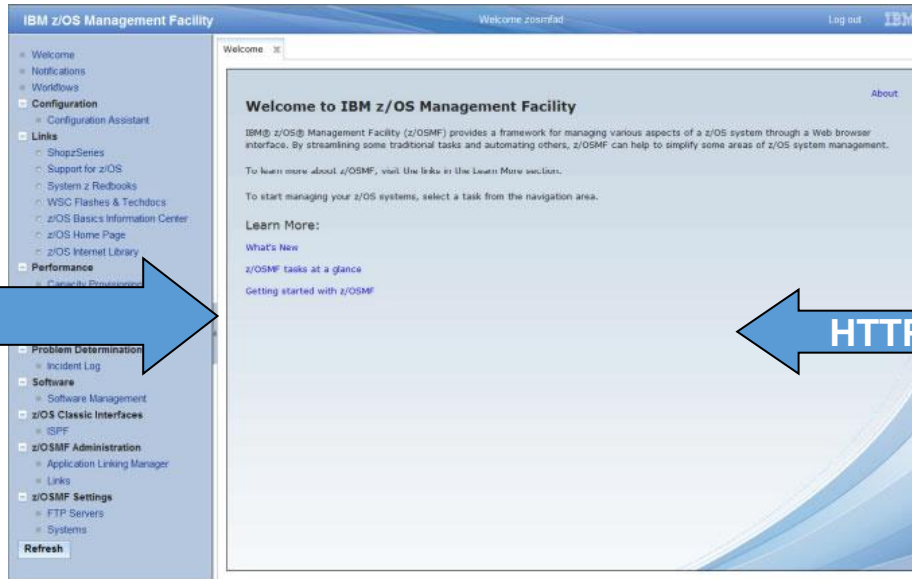 IBM z/OS Management Facility
Welcome zosmfad
Log out
IBM
Welcome
Notifications
Workflows
Configuration
Configuration Assistant
Links
ShopzSeries
Support for z/OS
System z Redbooks
WSC Flashes & Techdocs
z/OS Basics Information Center
z/OS Home Page
z/OS Internet Library
Performance
Capacity Provisioning
Problem Determination
Incident Log
Software
Software Management
z/OS Classic Interfaces
ISPF
z/OSMF Administration
Application Linking Manager
Links
z/OSMF Settings
FTP Servers
Systems
Refresh
Welcome
About
Welcome to IBM z/OS Management Facility
IBM® z/OS® Management Facility (z/OSMF) provides a framework for managing various aspects of a z/OS system through a Web browser
interface. By streamlining some traditional tasks and automating others, z/OSMF can help to simplify some areas of z/OS system management.
To learn more about z/OSMF, visit the links in the Learn More section.
To start managing your z/OS systems, select a task from the navigation area.
Learn More:
What's New
z/OSMF tasks at a glance
Getting started with z/OSMF
HTTP